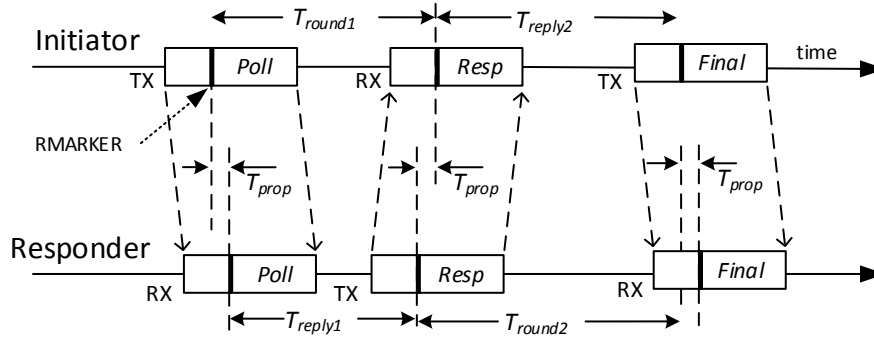 T_round1 T_reply2
Initiator
time
TX Poll RX Resp TX Final
RMARKER
T_prop T_prop T_prop
Responder
RX Poll TX Resp RX Final
T_reply1 T_round2